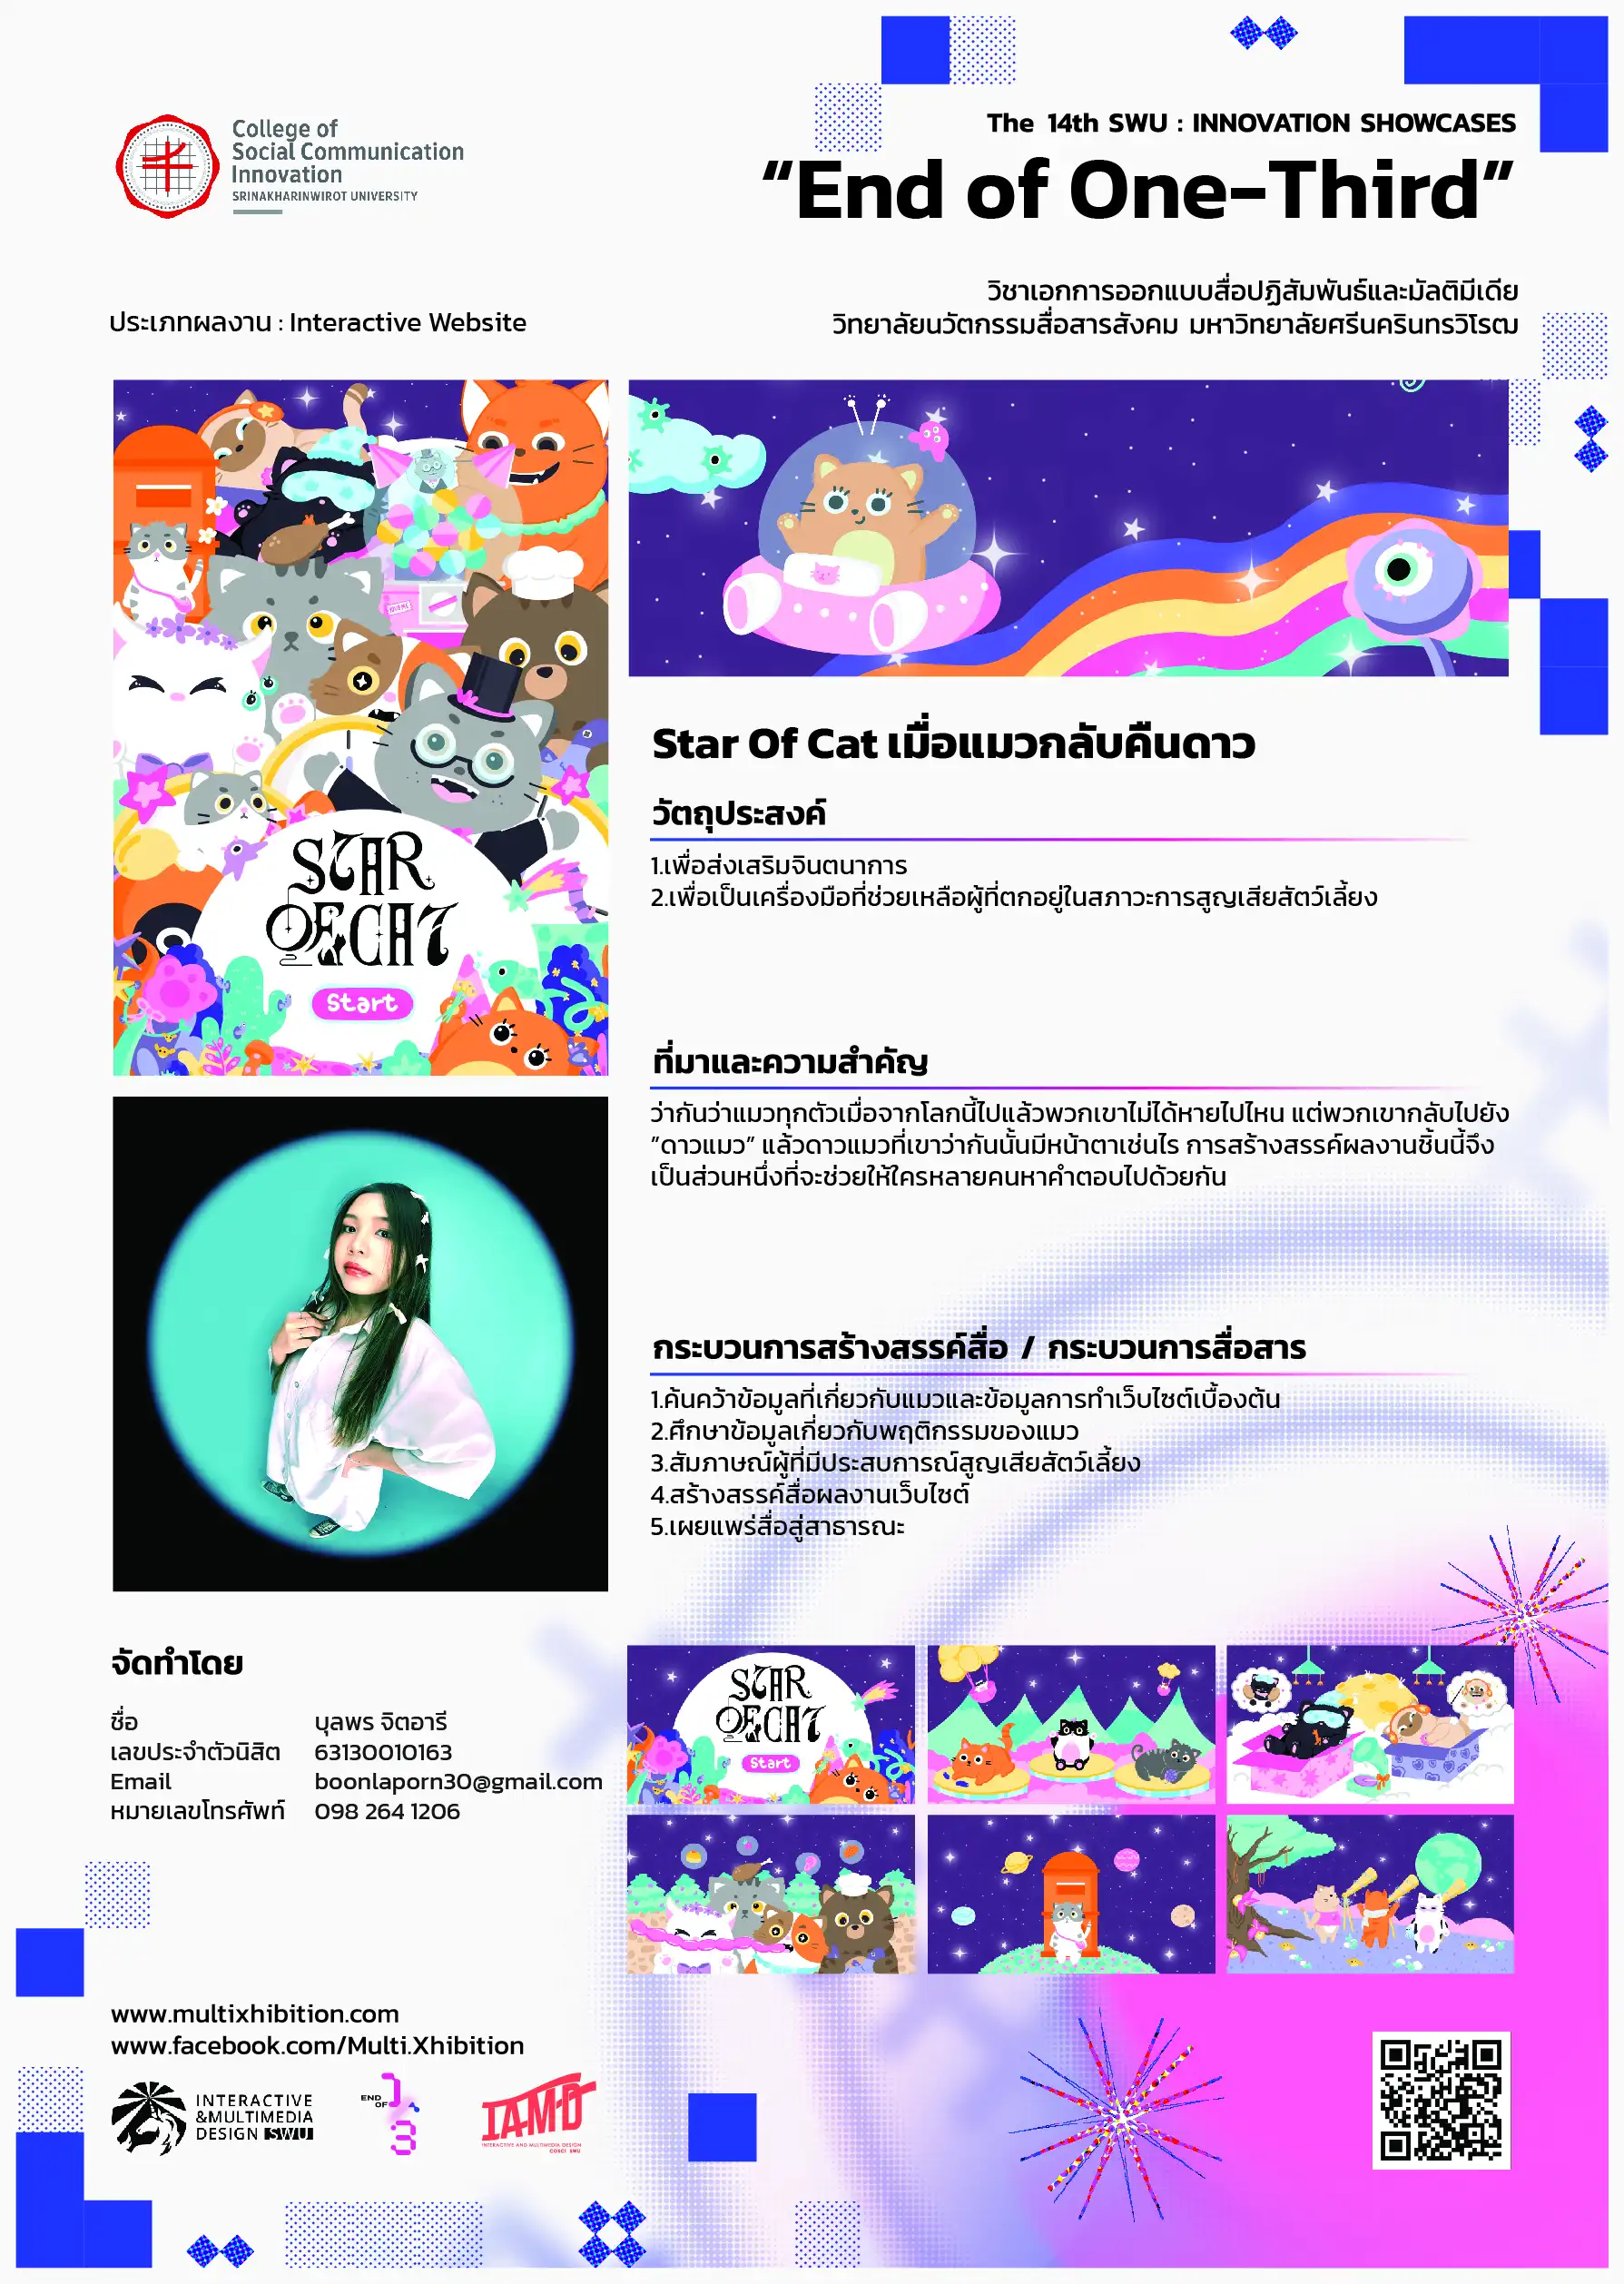 College of
Social Communication
Innovation
SRINAKHARINWIROT UNIVERSITY
The 14th SWU : INNOVATION SHOWCASES
“End of One-Third”
วิชาเอกการออกแบบสื่อปฏิสัมพันธ์และมัลติมีเดีย
วิทยาลัยนวัตกรรมสื่อสารสังคม มหาวิทยาลัยศรีนครินทรวิโรฒ
ประเภทผลงาน : Interactive Website
STAR
OF CAT
Start
Star Of Cat เมื่อแมวกลับคืนดาว
วัตถุประสงค์
1.เพื่อส่งเสริมจินตนาการ
2.เพื่อเป็นเครื่องมือที่ช่วยเหลือผู้ที่ตกอยู่ในสภาวะการสูญเสียสัตว์เลี้ยง
ที่มาและความสำคัญ
ว่ากันว่าแมวทุกตัวเมื่อจากโลกนี้ไปแล้วพวกเขาไม่ได้หายไปไหน แต่พวกเขากลับไปยัง
“ดาวแมว” แล้วดาวแมวที่เขาว่ากันนั้นมีหน้าตาเช่นไร การสร้างสรรค์ผลงานชิ้นนี้จึง
เป็นส่วนหนึ่งที่จะช่วยให้ใครหลายคนหาคำตอบไปด้วยกัน
กระบวนการสร้างสรรค์สื่อ / กระบวนการสื่อสาร
1.ค้นคว้าข้อมูลที่เกี่ยวกับแมวและข้อมูลการทำเว็บไซต์เบื้องต้น
2.ศึกษาข้อมูลเกี่ยวกับพฤติกรรมของแมว
3.สัมภาษณ์ผู้ที่มีประสบการณ์สูญเสียสัตว์เลี้ยง
4.สร้างสรรค์สื่อผลงานเว็บไซต์
5.เผยแพร่สื่อสู่สาธารณะ
จัดทำโดย
ชื่อ บุลพร จิตอารี
เลขประจำตัวนิสิต 63130010163
Email boonlaporn30@gmail.com
หมายเลขโทรศัพท์ 098 264 1206
STAR
OF CAT
Start
www.multixhibition.com
www.facebook.com/Multi.Xhibition
INTERACTIVE
&MULTIMEDIA
DESIGN SWU
END
OF
1
3
IAMD
INTERACTIVE AND MULTIMEDIA DESIGN
COSCI SWU